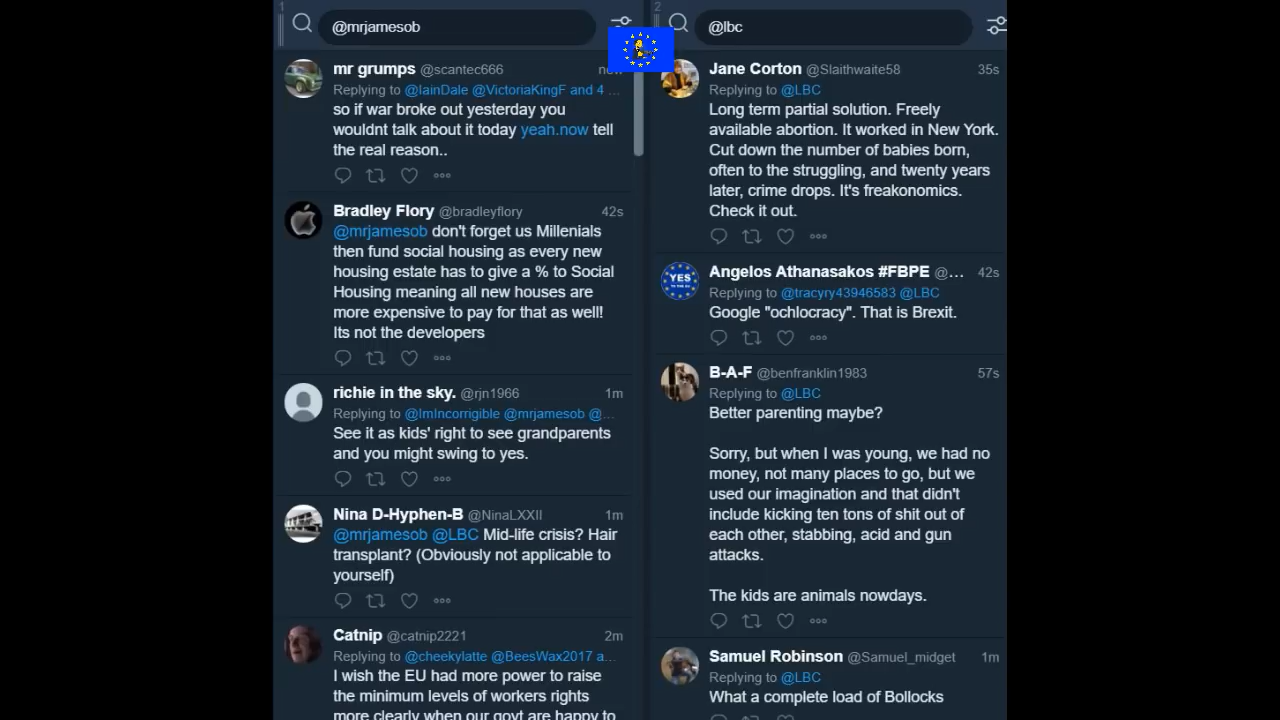 1
@mrjamesob
mr grumps @scantec666
Replying to @IainDale @VictoriaKingF and 4 ...
so if war broke out yesterday you
wouldnt talk about it today yeah.now tell
the real reason..
Bradley Flory @bradleyflory 42s
@mrjamesob don't forget us Millenials
then fund social housing as every new
housing estate has to give a % to Social
Housing meaning all new houses are
more expensive to pay for that as well!
Its not the developers
richie in the sky. @rjn1966 1m
Replying to @ImIncorrigible @mrjamesob @...
See it as kids' right to see grandparents
and you might swing to yes.
Nina D-Hyphen-B @NinaLXXII 1m
@mrjamesob @LBC Mid-life crisis? Hair
transplant? (Obviously not applicable to
yourself)
Catnip @catnip2221 2m
Replying to @cheekylatte @BeesWax2017 a...
I wish the EU had more power to raise
the minimum levels of workers rights
more clearly when our govt are happy to
2
@lbc
Jane Corton @Slaithwaite58 35s
Replying to @LBC
Long term partial solution. Freely
available abortion. It worked in New York.
Cut down the number of babies born,
often to the struggling, and twenty years
later, crime drops. It's freakonomics.
Check it out.
YES
Angelos Athanasakos #FBPE @... 42s
Replying to @tracyry43946583 @LBC
Google "ochlocracy". That is Brexit.
B-A-F @benfranklin1983 57s
Replying to @LBC
Better parenting maybe?
Sorry, but when I was young, we had no
money, not many places to go, but we
used our imagination and that didn't
include kicking ten tons of shit out of
each other, stabbing, acid and gun
attacks.
The kids are animals nowdays.
Samuel Robinson @Samuel_midget 1m
Replying to @LBC
What a complete load of Bollocks